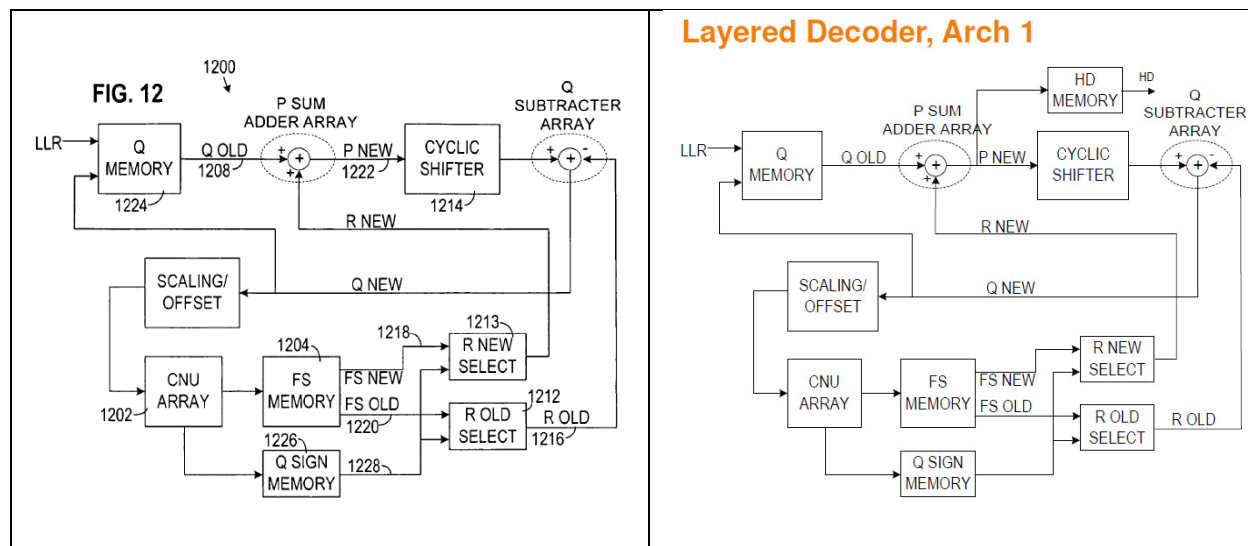 1200
FIG. 12
P SUM
ADDER ARRAY
Q
SUBTRACTER
ARRAY
LLR
Q
MEMORY
1224
Q OLD
1208
+
+
+
P NEW
1222
CYCLIC
SHIFTER
1214
+
+
-
R NEW
SCALING/
OFFSET
Q NEW
1213
1218
R NEW
SELECT
1204
FS
MEMORY
FS NEW
FS OLD
1220
CNU
ARRAY
1202
1212
R OLD
SELECT
R OLD
1216
1226
Q SIGN
MEMORY
1228
Layered Decoder, Arch 1
HD
MEMORY
HD
P SUM
ADDER ARRAY
Q
SUBTRACTER
ARRAY
LLR
Q
MEMORY
Q OLD
+
+
+
P NEW
CYCLIC
SHIFTER
+
+
-
R NEW
SCALING/
OFFSET
Q NEW
R NEW
SELECT
CNU
ARRAY
FS
MEMORY
FS NEW
FS OLD
R OLD
SELECT
R OLD
Q SIGN
MEMORY